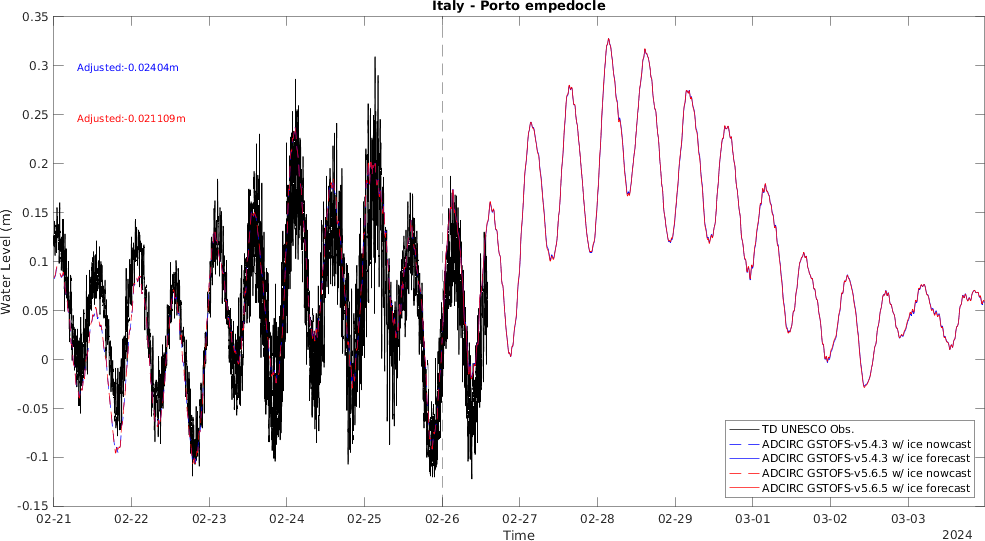 Italy - Porto empedocle
0.35
0.3
0.25
0.2
0.15
0.1
0.05
0
-0.05
-0.1
-0.15
Water Level (m)
Adjusted:-0.02404m
Adjusted:-0.021109m
TD UNESCO Obs.
ADCIRC GSTOFS-v5.4.3 w/ ice nowcast
ADCIRC GSTOFS-v5.4.3 w/ ice forecast
ADCIRC GSTOFS-v5.6.5 w/ ice nowcast
ADCIRC GSTOFS-v5.6.5 w/ ice forecast
02-21 02-22 02-23 02-24 02-25 02-26 02-27 02-28 02-29 03-01 03-02 03-03
Time
2024